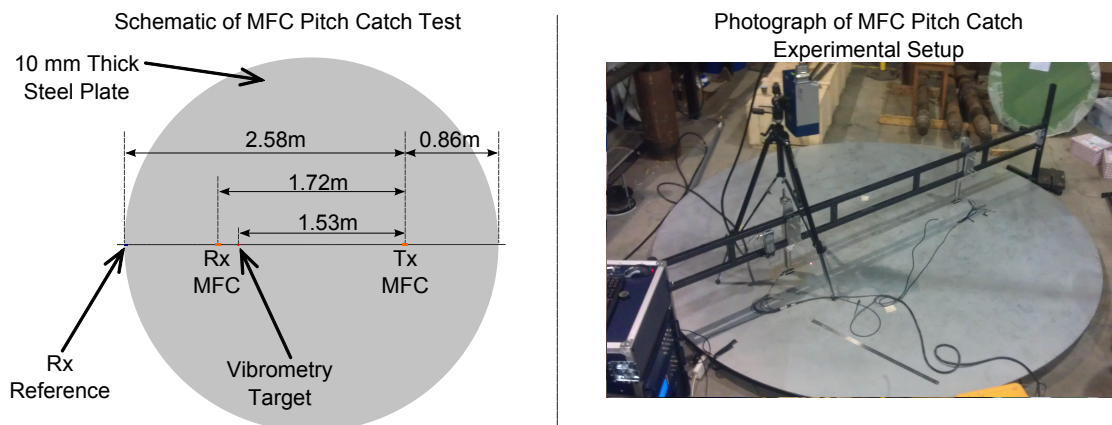 Schematic of MFC Pitch Catch Test
10 mm Thick
Steel Plate
2.58m
0.86m
1.72m
1.53m
Rx
MFC
Tx
MFC
Rx
Reference
Vibrometry
Target
Photograph of MFC Pitch Catch
Experimental Setup